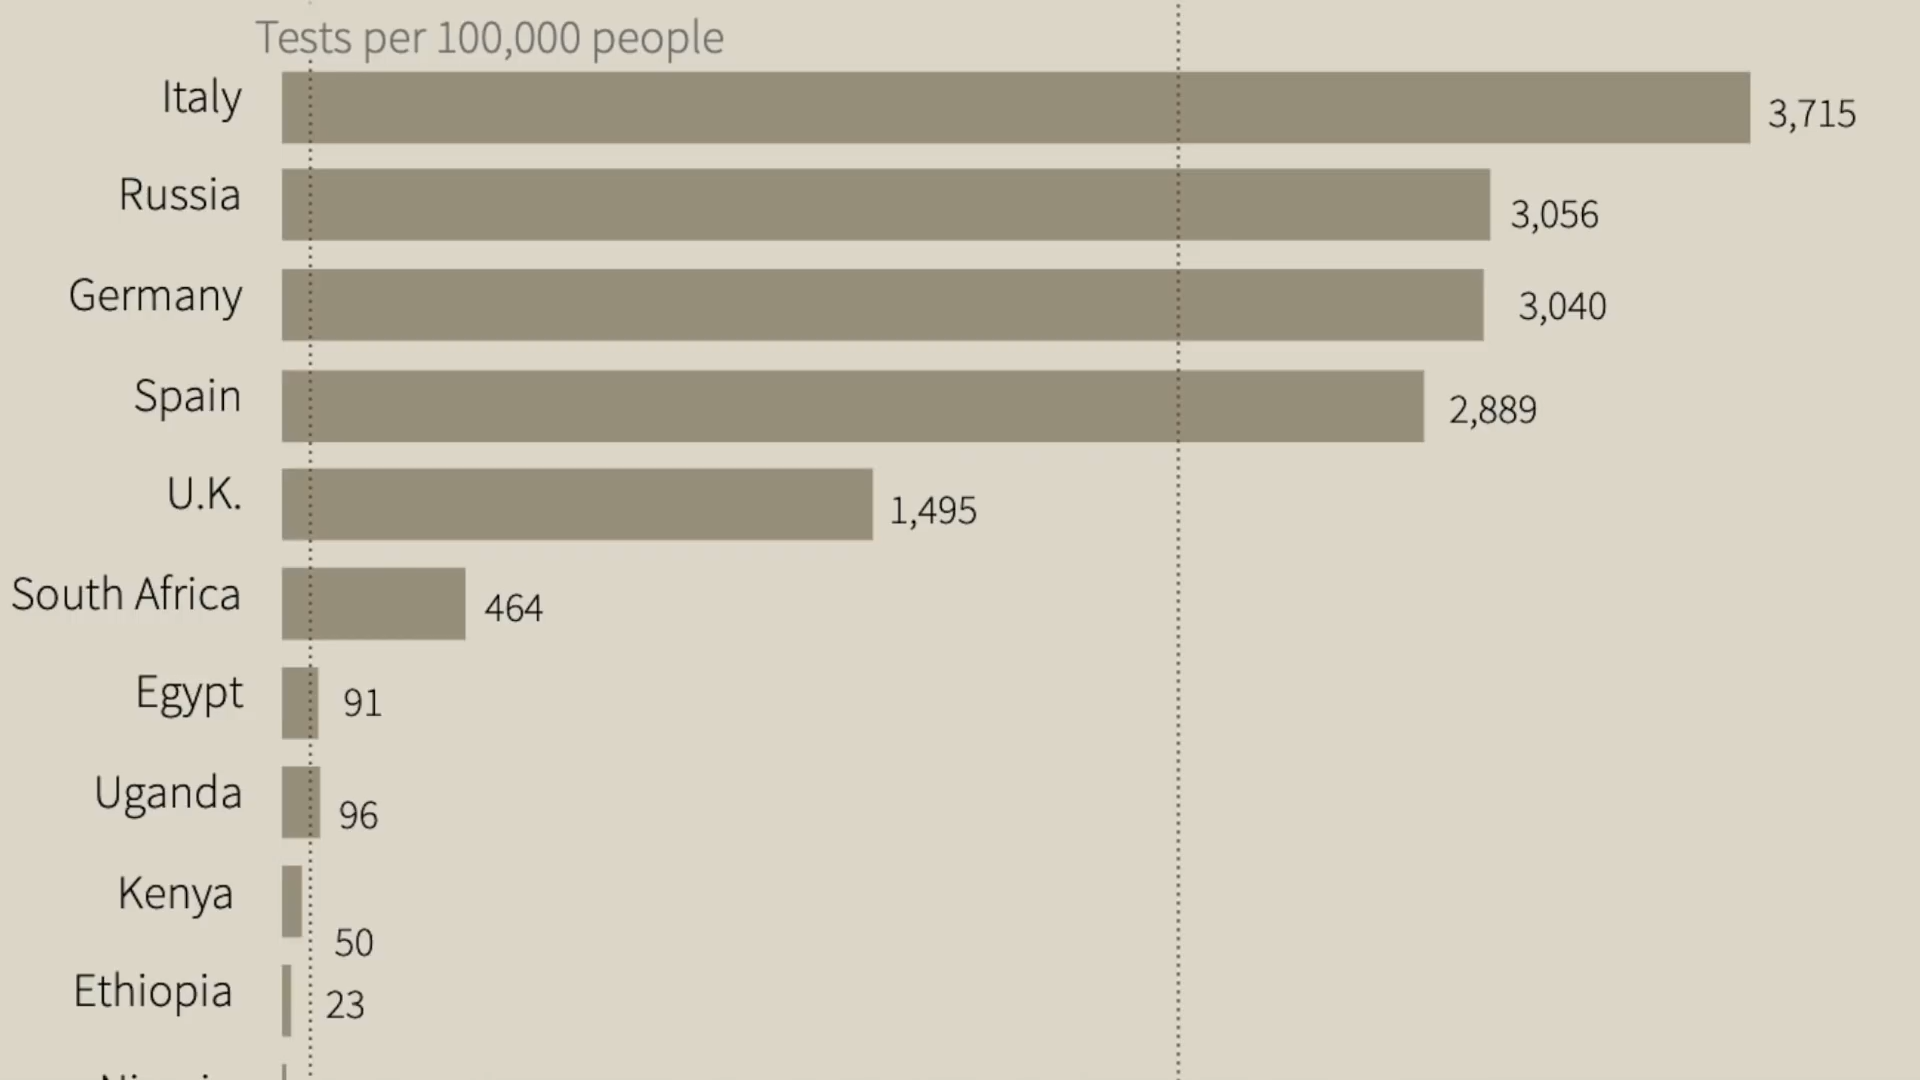 Tests per 100,000 people
Italy 3,715
Russia 3,056
Germany 3,040
Spain 2,889
U.K. 1,495
South Africa 464
Egypt 91
Uganda 96
Kenya 50
Ethiopia 23